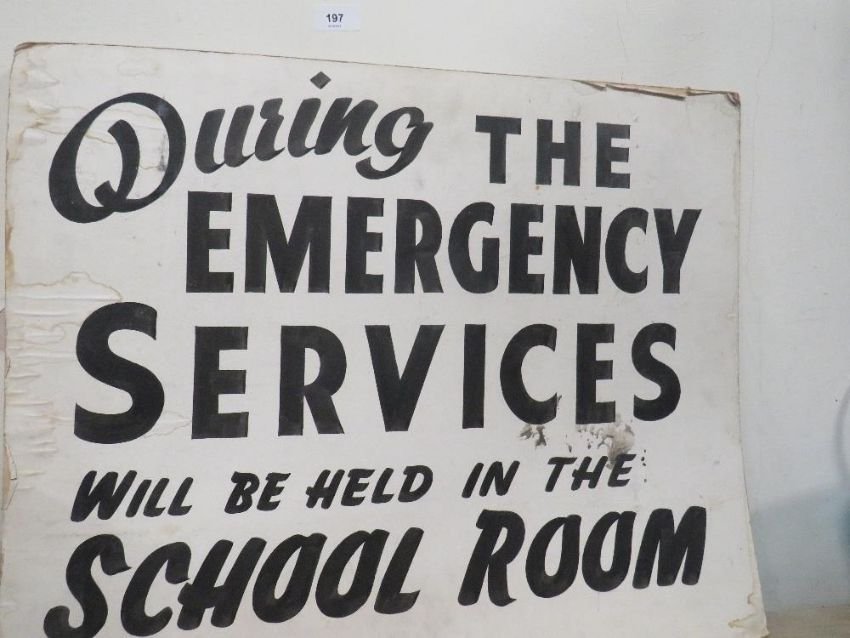 197
During THE
EMERGENCY
SERVICES
WILL BE HELD IN THE
SCHOOL ROOM